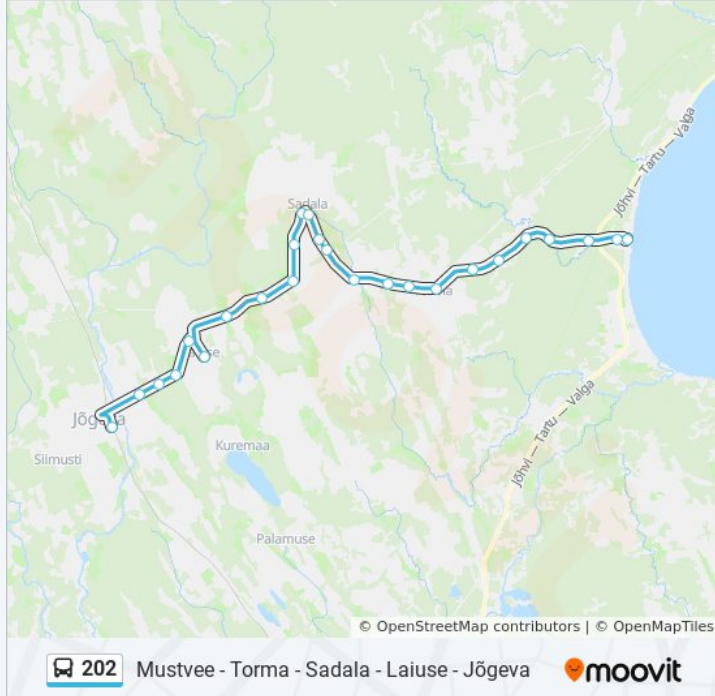 Jõhvi — Tartu — Valga
Sadala
Jõgeva
Siimusti
Kuremaa
Jõhvi — Tartu — Valga
Palamuse
© OpenStreetMap contributors | © OpenMapTiles
202 Mustvee - Torma - Sadala - Laiuse - Jõgeva moovit